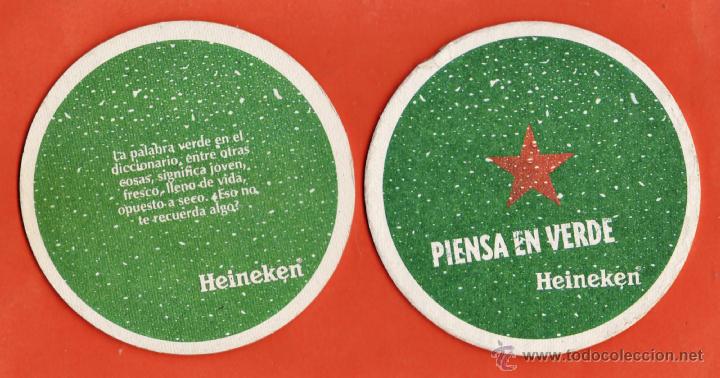 La palabra verde en el
diccionario, entre otras
cosas, significa joven,
fresco, lleno de vida,
opuesto a seco. ¿Eso no
te recuerda algo?
Heineken
PIENSA EN VERDE
Heineken
www.todocoleccion.net